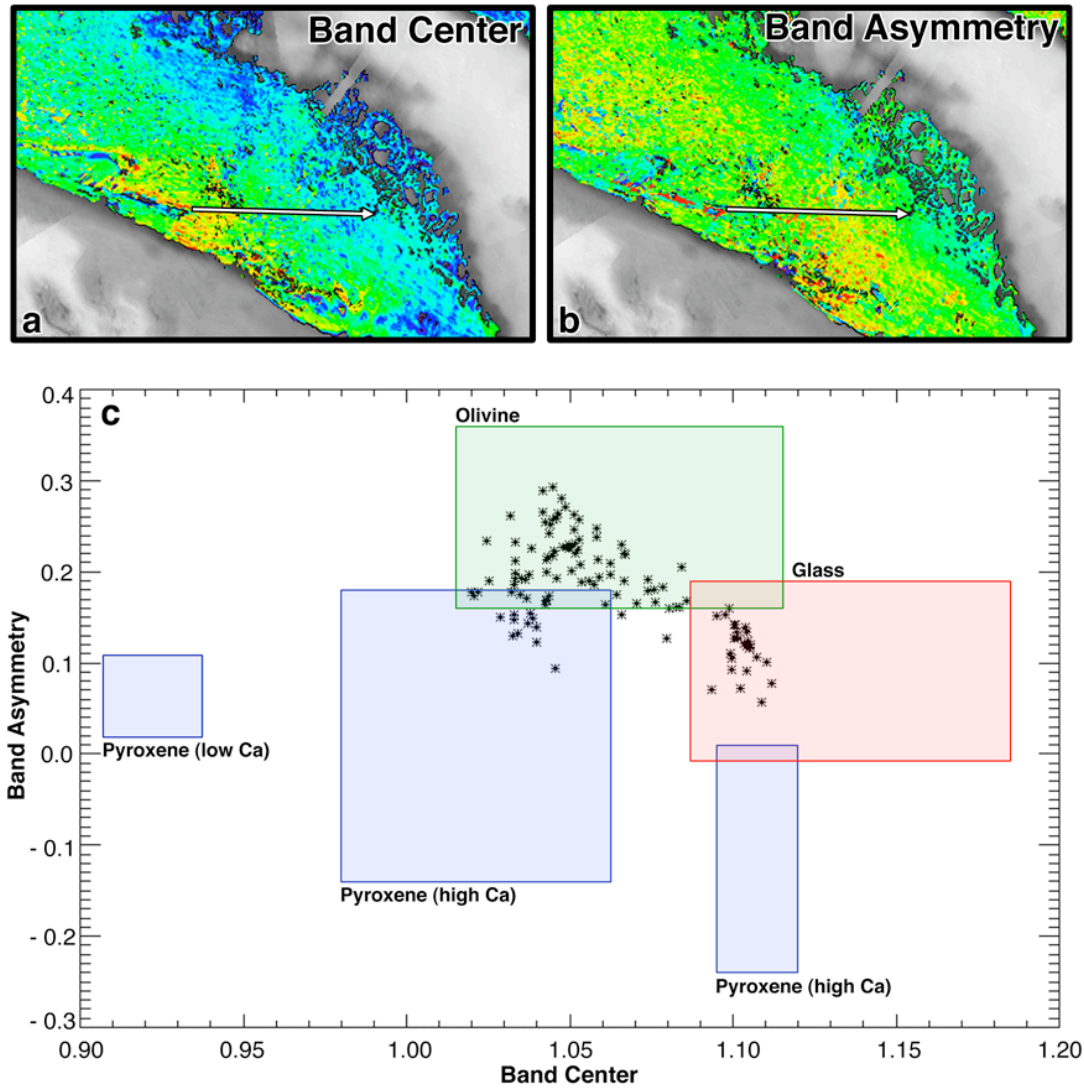 Band Center
Band Asymmetry
a
b
c
0.4
0.3
0.2
0.1
0.0
- 0.1
- 0.2
- 0.3
Band Asymmetry
Olivine
Glass
Pyroxene (low Ca)
Pyroxene (high Ca)
Pyroxene (high Ca)
0.90
0.95
1.00
1.05
1.10
1.15
1.20
Band Center